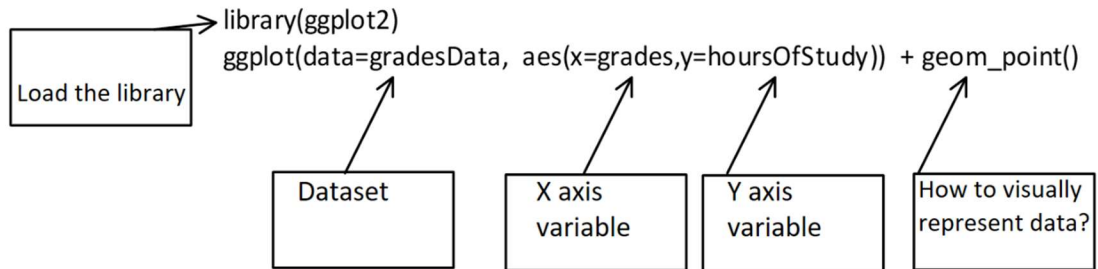 library(ggplot2)
ggplot(data=gradesData, aes(x=grades,y=hoursOfStudy)) + geom_point()
Load the library
Dataset
X axis
variable
Y axis
variable
How to visually
represent data?